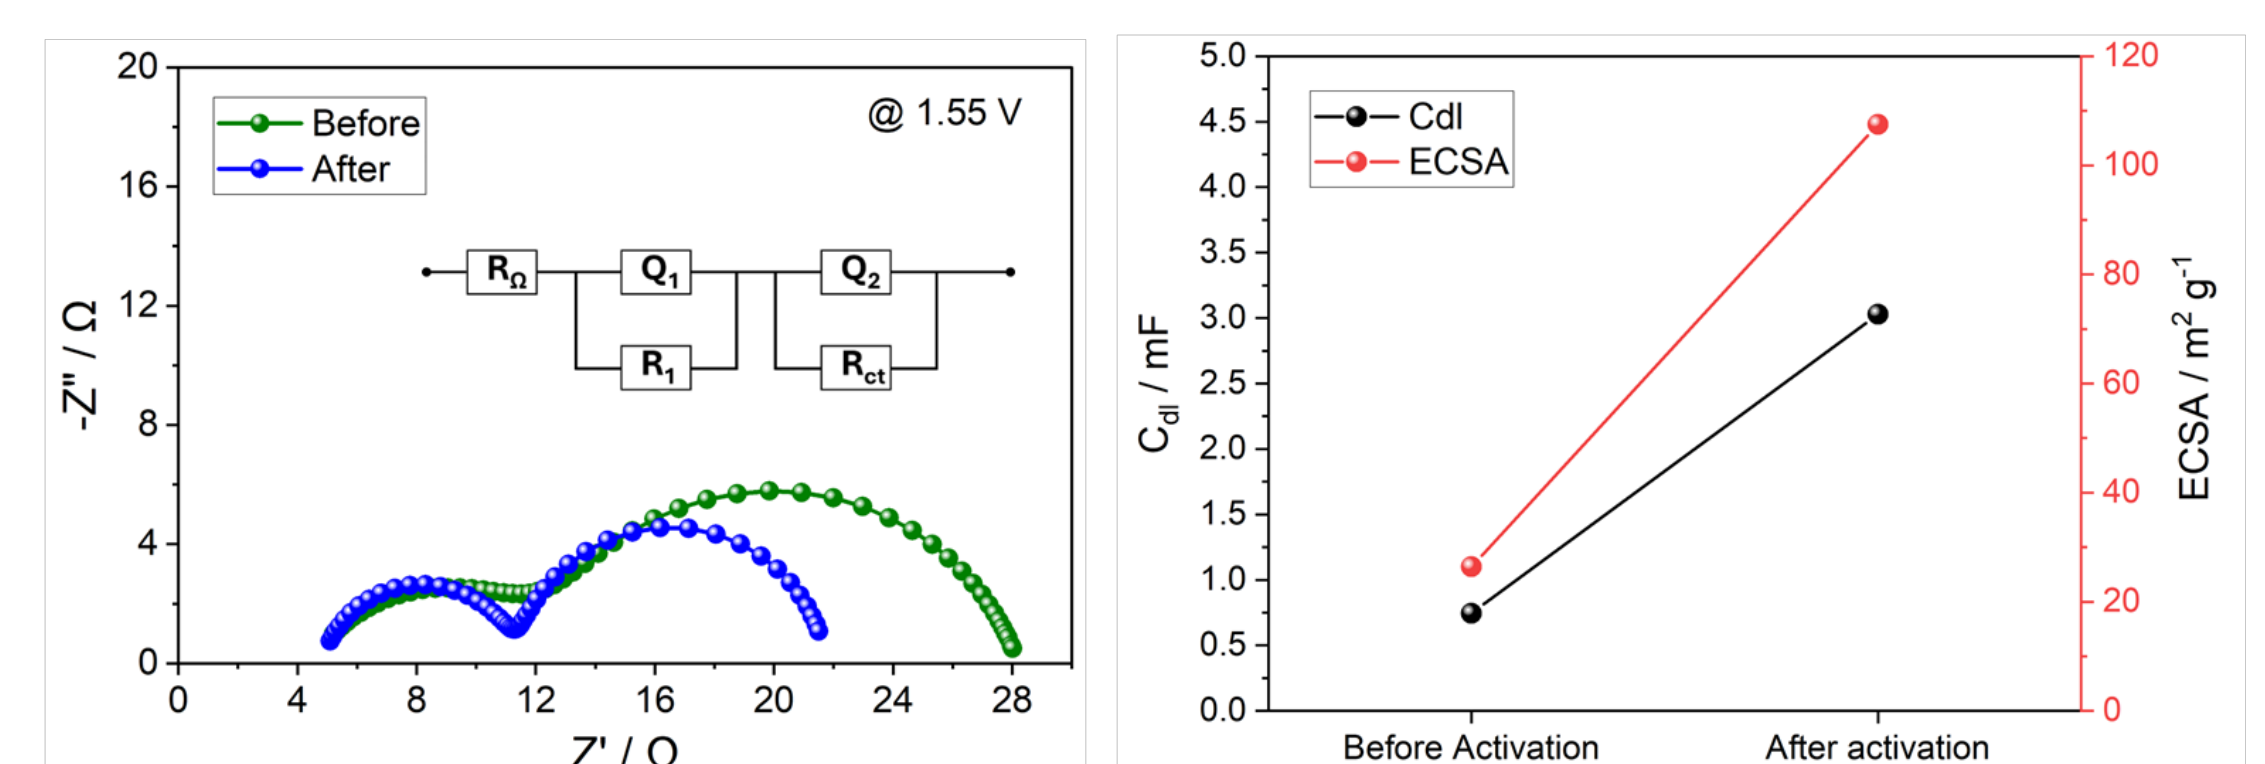 20
16
12
8
4
0
-Z" / Ω
Before
After
@ 1.55 V
RΩ
Q1
Q2
R1
Rct
0 4 8 12 16 20 24 28
Z' / Ω
5.0
4.5
4.0
3.5
3.0
2.5
2.0
1.5
1.0
0.5
0.0
Cdl / mF
Cdl
ECSA
120
100
80
60
40
20
0
ECSA / m² g⁻¹
Before Activation After activation